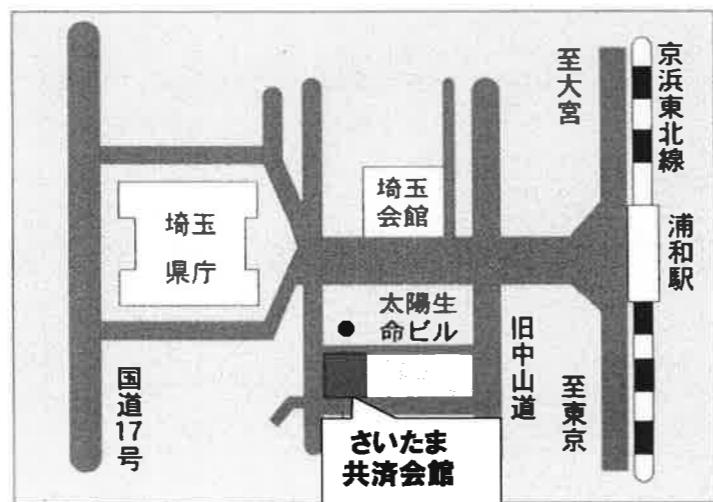 京浜東北線
至大宮
埼玉
会館
埼玉
県庁
浦和駅
太陽生
命ビル
旧中山道
至東京
国道17号
さいたま
共済会館